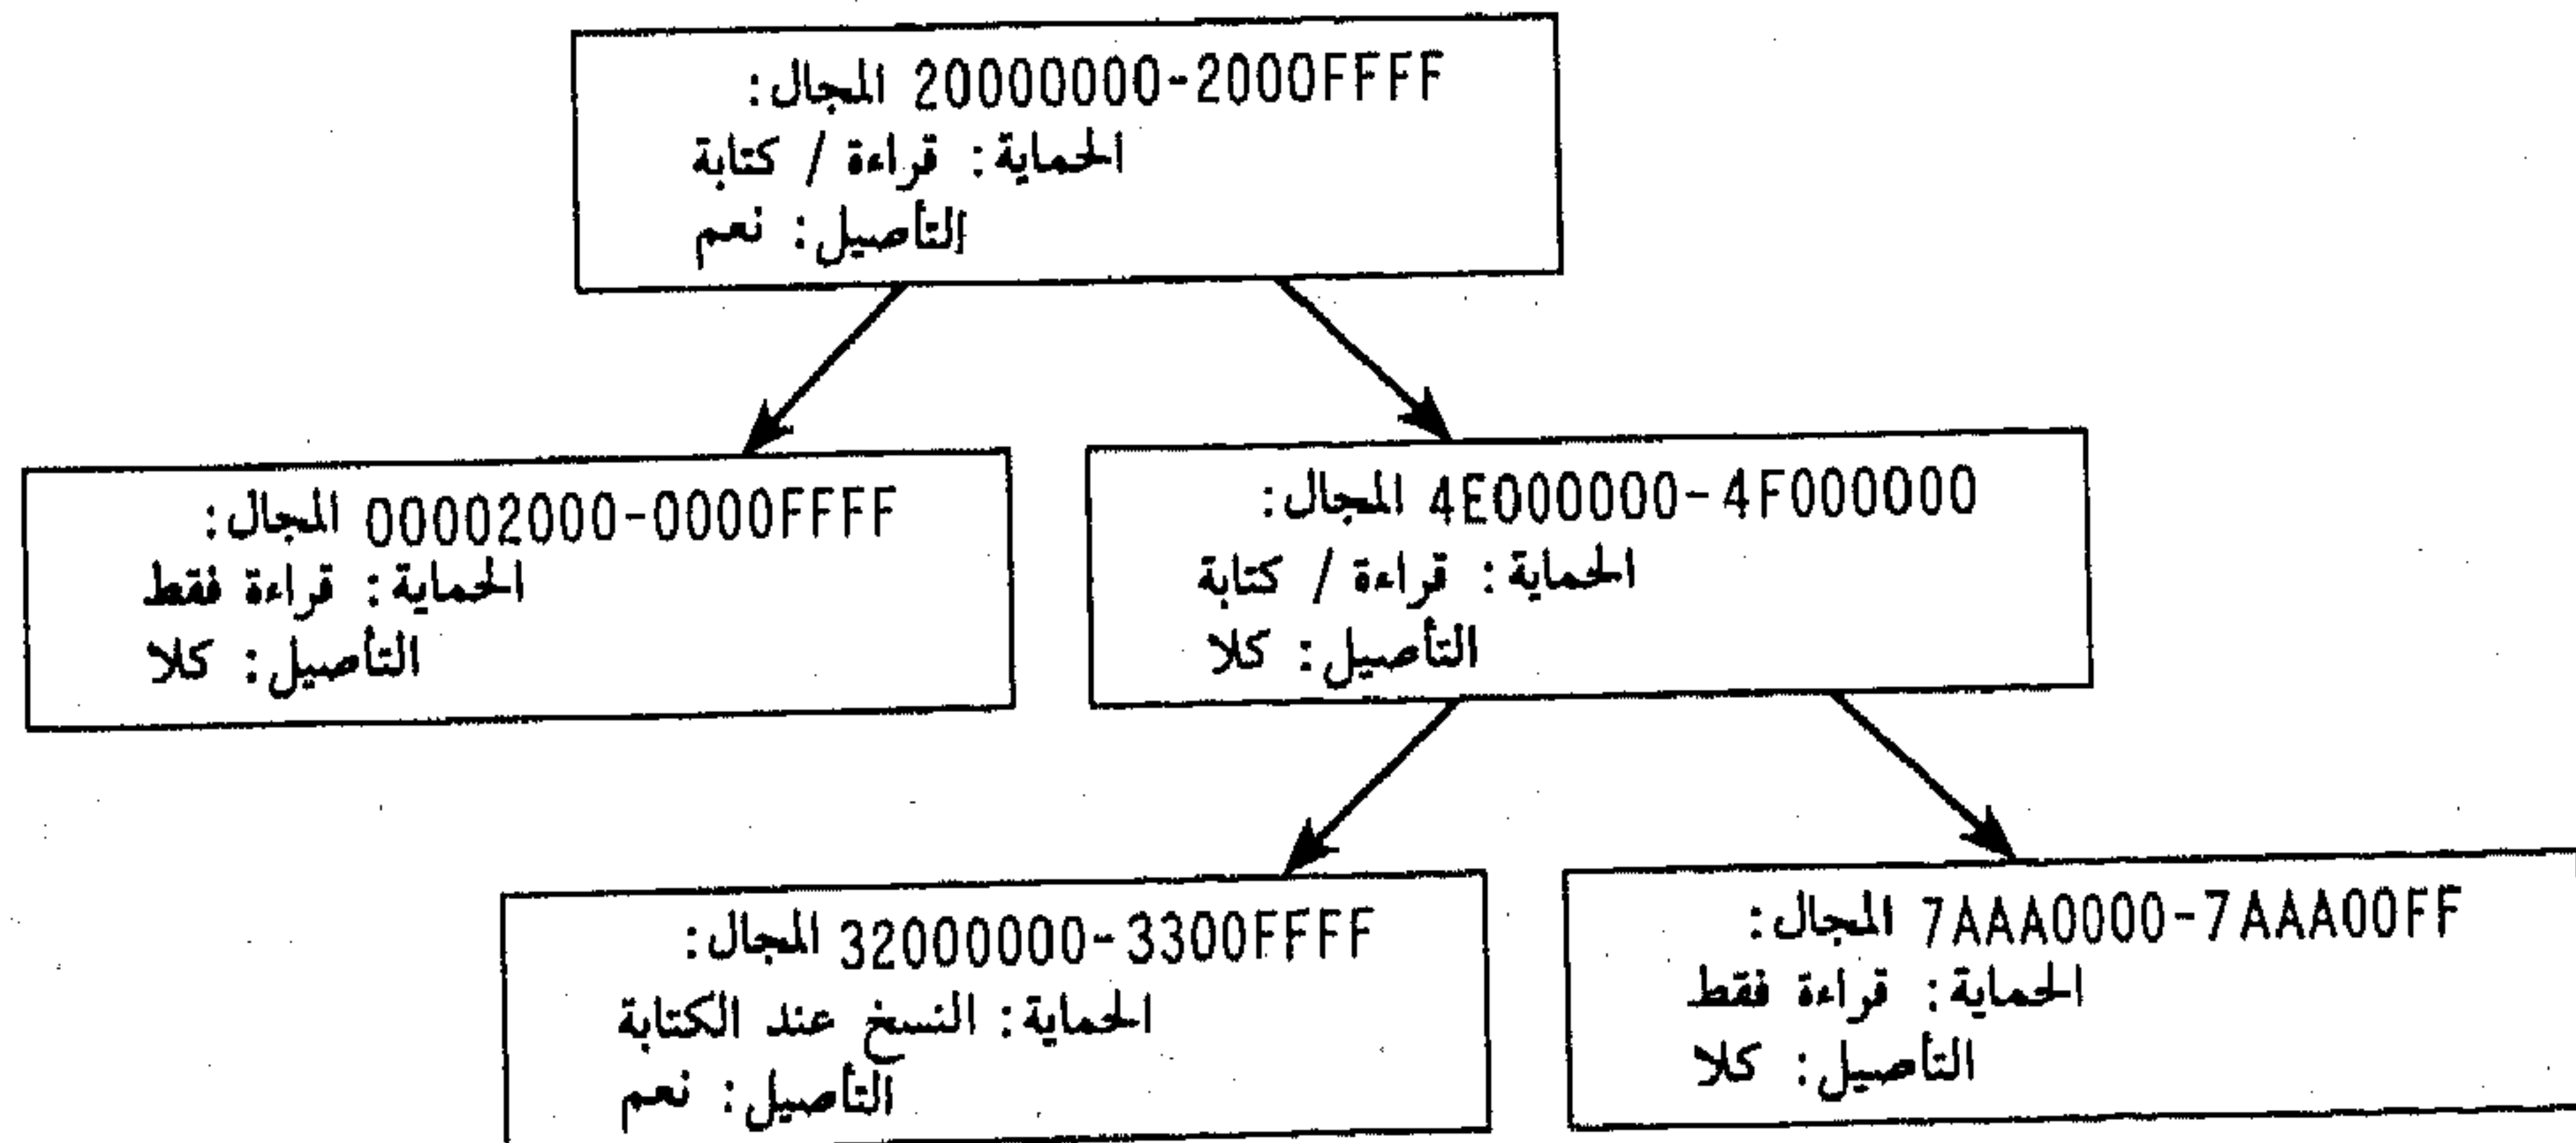 المجال: 20000000-2000FFFF
الحماية: قراءة / كتابة
التأصيل: نعم
المجال: 00002000-0000FFFF
الحماية: قراءة فقط
التأصيل: كلا
المجال: 4E000000-4F000000
الحماية: قراءة / كتابة
التأصيل: كلا
المجال: 32000000-3300FFFF
الحماية: النسخ عند الكتابة
التأصيل: نعم
المجال: 7AAA0000-7AAA00FF
الحماية: قراءة فقط
التأصيل: كلا